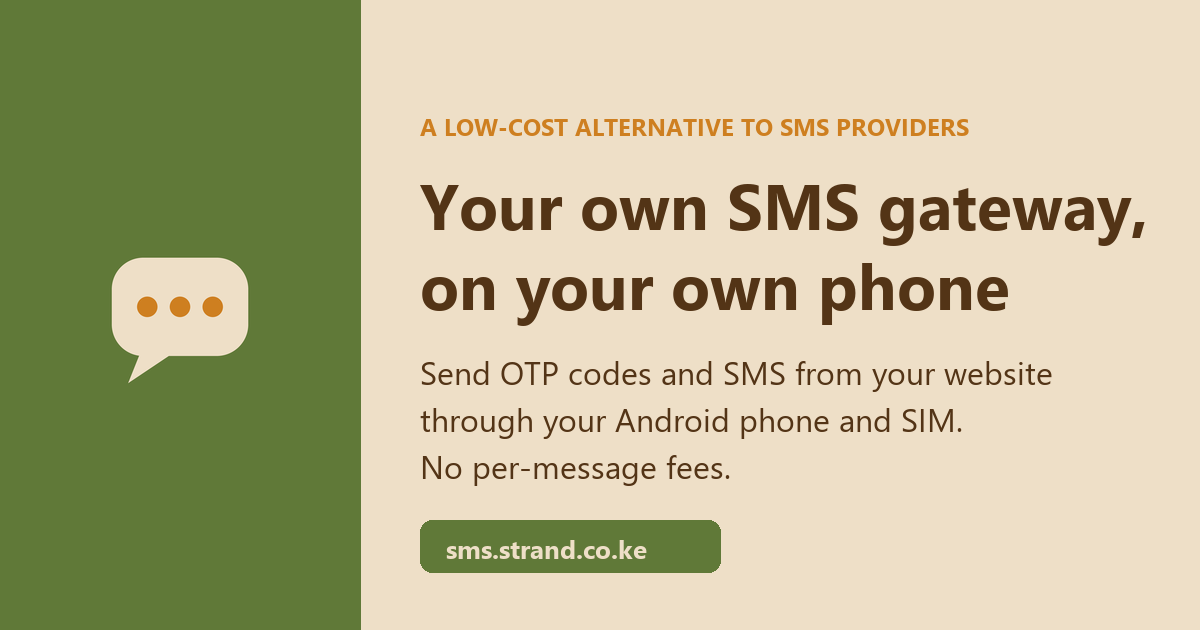 A LOW-COST ALTERNATIVE TO SMS PROVIDERS
Your own SMS gateway,
on your own phone
Send OTP codes and SMS from your website
through your Android phone and SIM.
No per-message fees.
sms.strand.co.ke